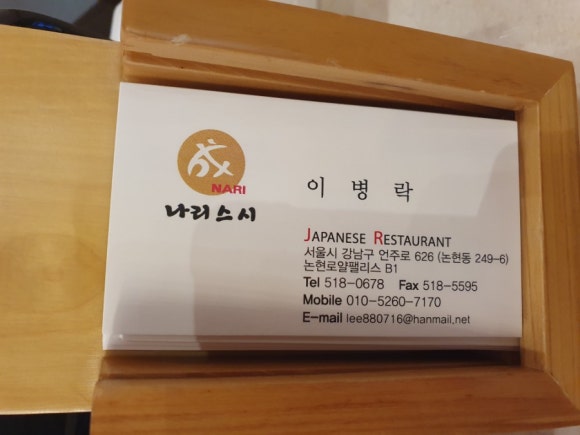 NARI
나리스시
이 병 락
JAPANESE RESTAURANT
서울시 강남구 언주로 626 (논현동 249-6)
논현로얄팰리스 B1
Tel 518-0678 Fax 518-5595
Mobile 010-5260-7170
E-mail lee880716@hanmail.net